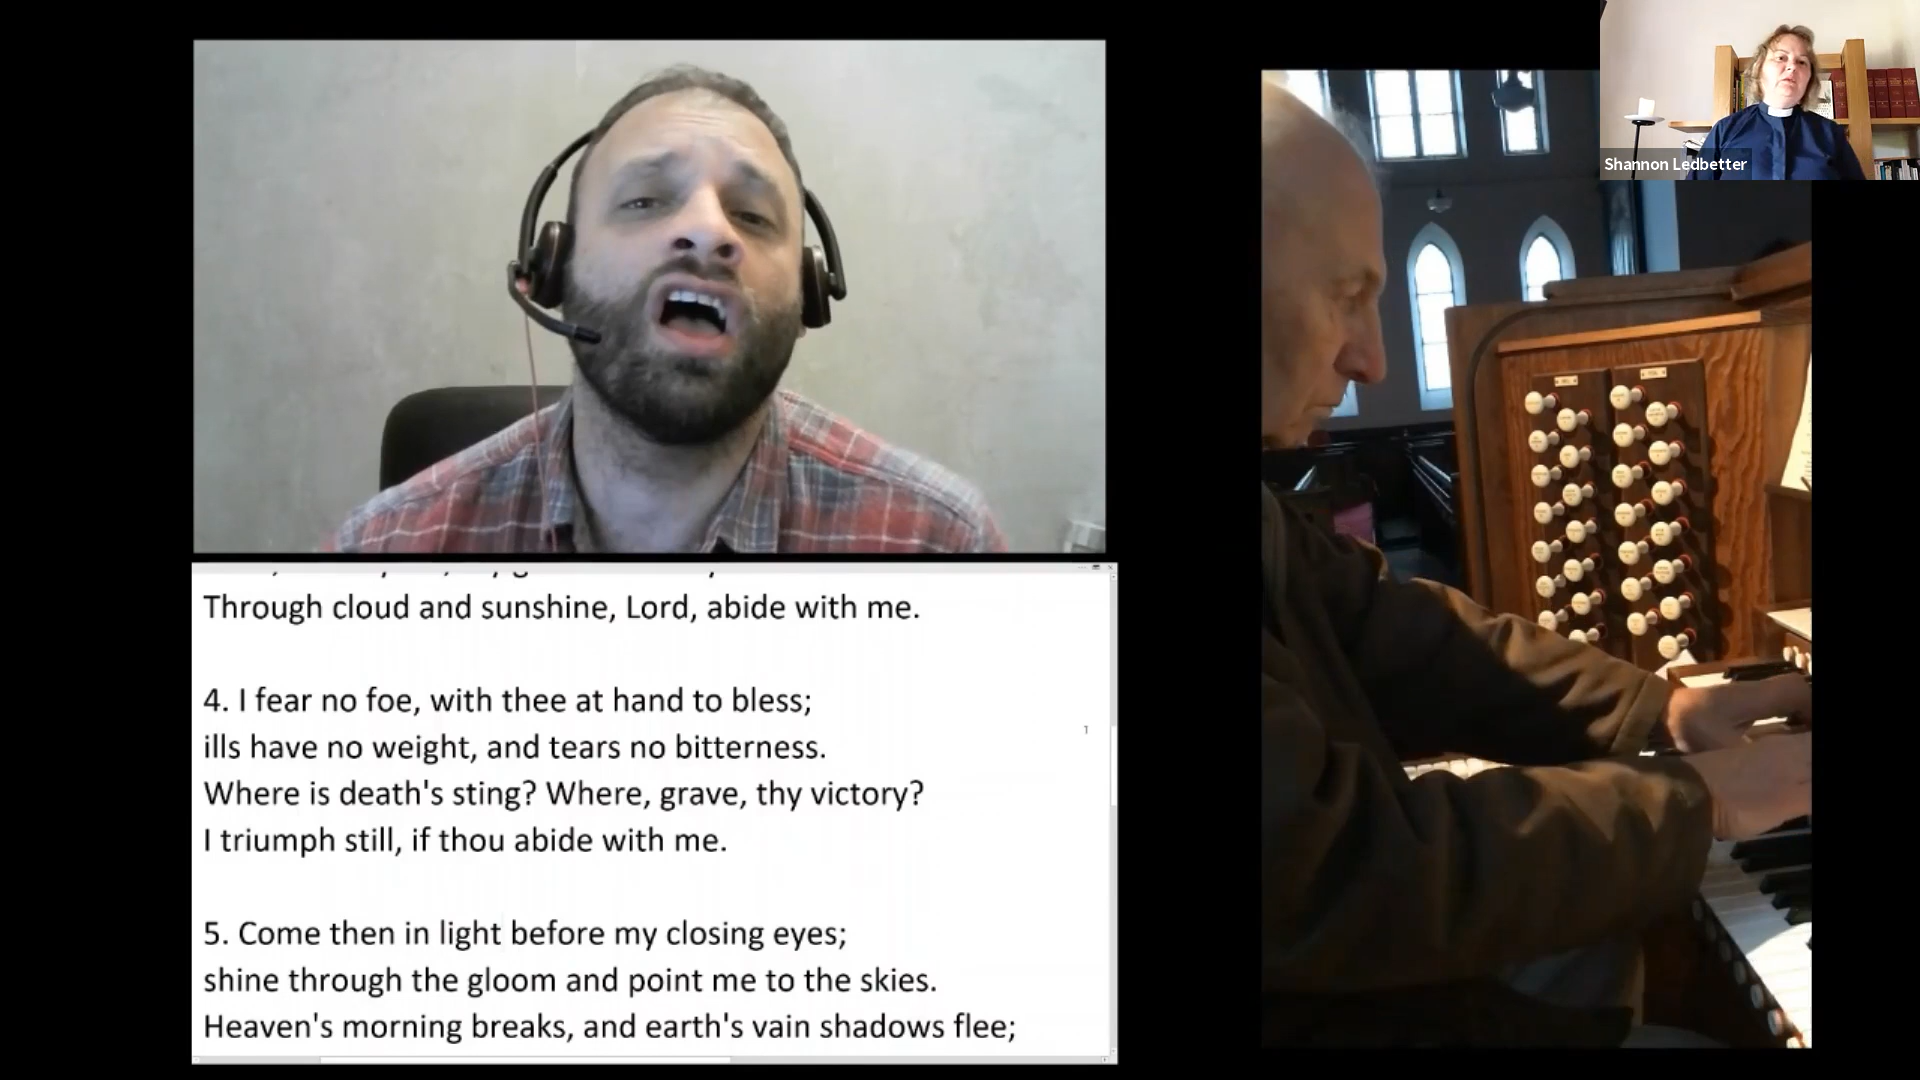 Shannon Ledbetter
Through cloud and sunshine, Lord, abide with me.
4. I fear no foe, with thee at hand to bless;
ills have no weight, and tears no bitterness.
Where is death's sting? Where, grave, thy victory?
I triumph still, if thou abide with me.
1
5. Come then in light before my closing eyes;
shine through the gloom and point me to the skies.
Heaven's morning breaks, and earth's vain shadows flee;